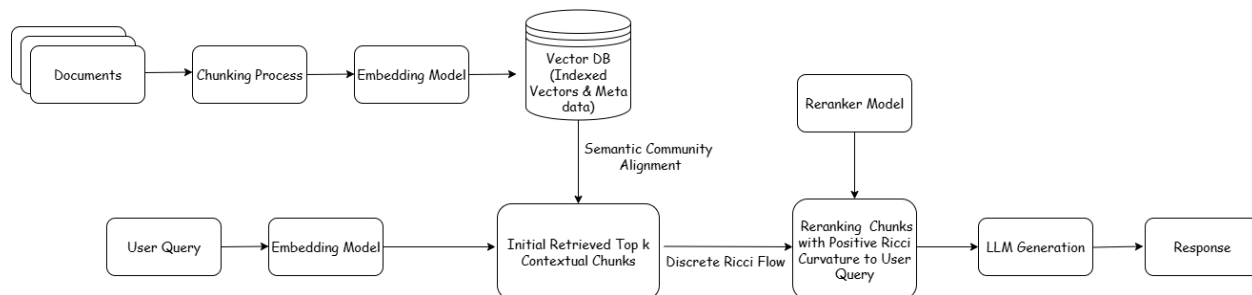 Documents
Chunking Process
Embedding Model
Vector DB
(Indexed
Vectors & Meta
data)
Reranker Model
Semantic Community
Alignment
User Query
Embedding Model
Initial Retrieved Top k
Contextual Chunks
Discrete Ricci Flow
Reranking Chunks
with Positive Ricci
Curvature to User
Query
LLM Generation
Response